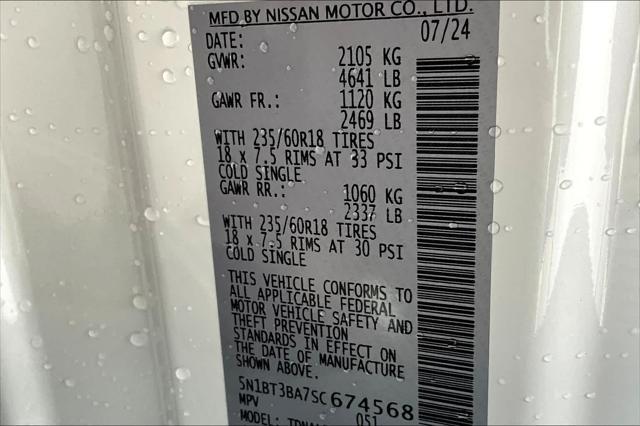 MFD BY NISSAN MOTOR CO., LTD.
DATE: 07/24
GVWR: 2105 KG
4641 LB
GAWR FR.: 1120 KG
2469 LB
WITH 235/60R18 TIRES
18 X 7.5 RIMS AT 33 PSI
COLD SINGLE
GAWR RR.: 1060 KG
2337 LB
WITH 235/60R18 TIRES
18 X 7.5 RIMS AT 30 PSI
COLD SINGLE
THIS VEHICLE CONFORMS TO
ALL APPLICABLE FEDERAL
MOTOR VEHICLE SAFETY AND
THEFT PREVENTION
STANDARDS IN EFFECT ON
THE DATE OF MANUFACTURE
SHOWN ABOVE.
5N1BT3BA7SC674568
MPV 051
MODEL: